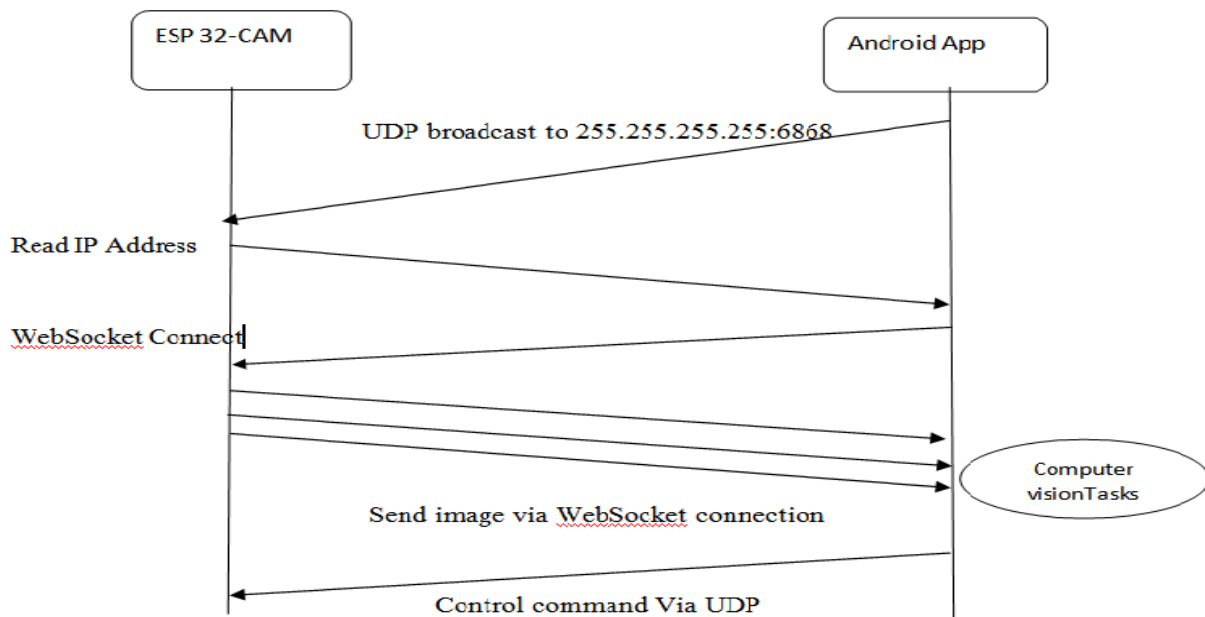 ESP 32-CAM
Android App
UDP broadcast to 255.255.255.255:6868
Read IP Address
WebSocket Connect
Computer
visionTasks
Send image via WebSocket connection
Control command Via UDP